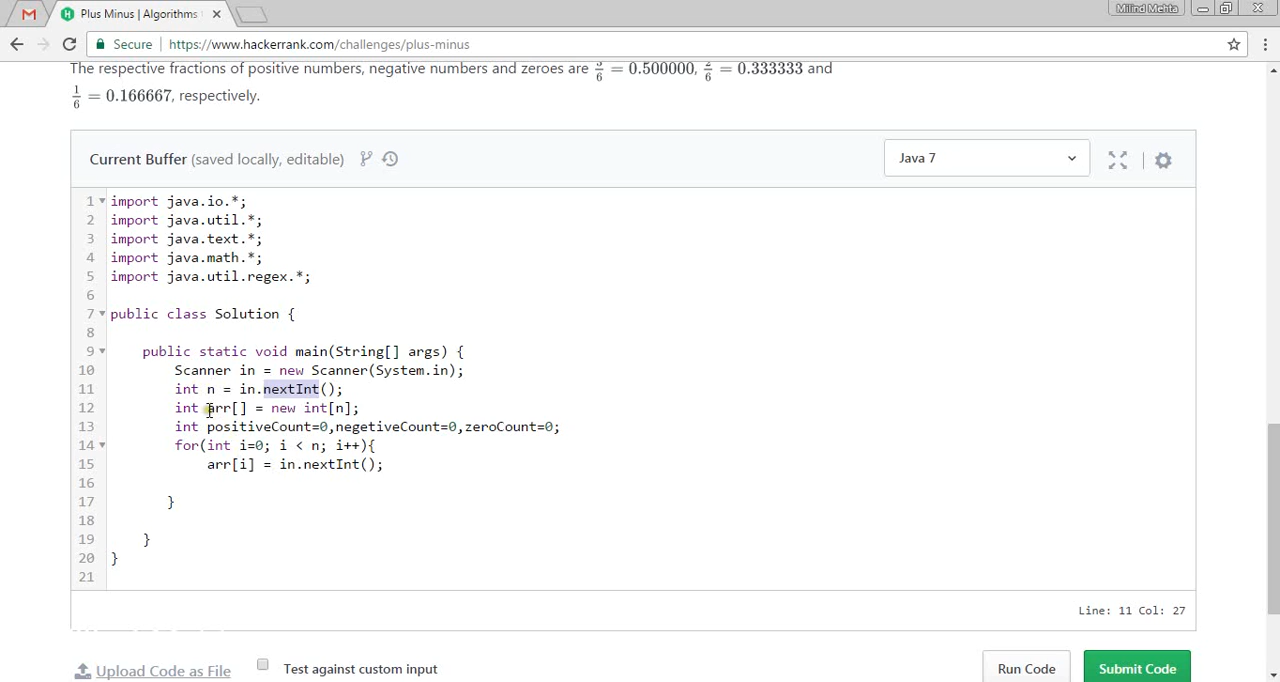 Plus Minus | Algorithms
Milind Mehta
Secure | https://www.hackerrank.com/challenges/plus-minus
The respective fractions of positive numbers, negative numbers and zeroes are 3/6 = 0.500000, 2/6 = 0.333333 and
1/6 = 0.166667, respectively.
Current Buffer (saved locally, editable)
Java 7
1 import java.io.*;
2 import java.util.*;
3 import java.text.*;
4 import java.math.*;
5 import java.util.regex.*;
6
7 public class Solution {
8
9 public static void main(String[] args) {
10 Scanner in = new Scanner(System.in);
11 int n = in.nextInt();
12 int arr[] = new int[n];
13 int positiveCount=0,negetiveCount=0,zeroCount=0;
14 for(int i=0; i < n; i++){
15 arr[i] = in.nextInt();
16
17 }
18
19 }
20 }
21
Line: 11 Col: 27
Upload Code as File
Test against custom input
Run Code
Submit Code